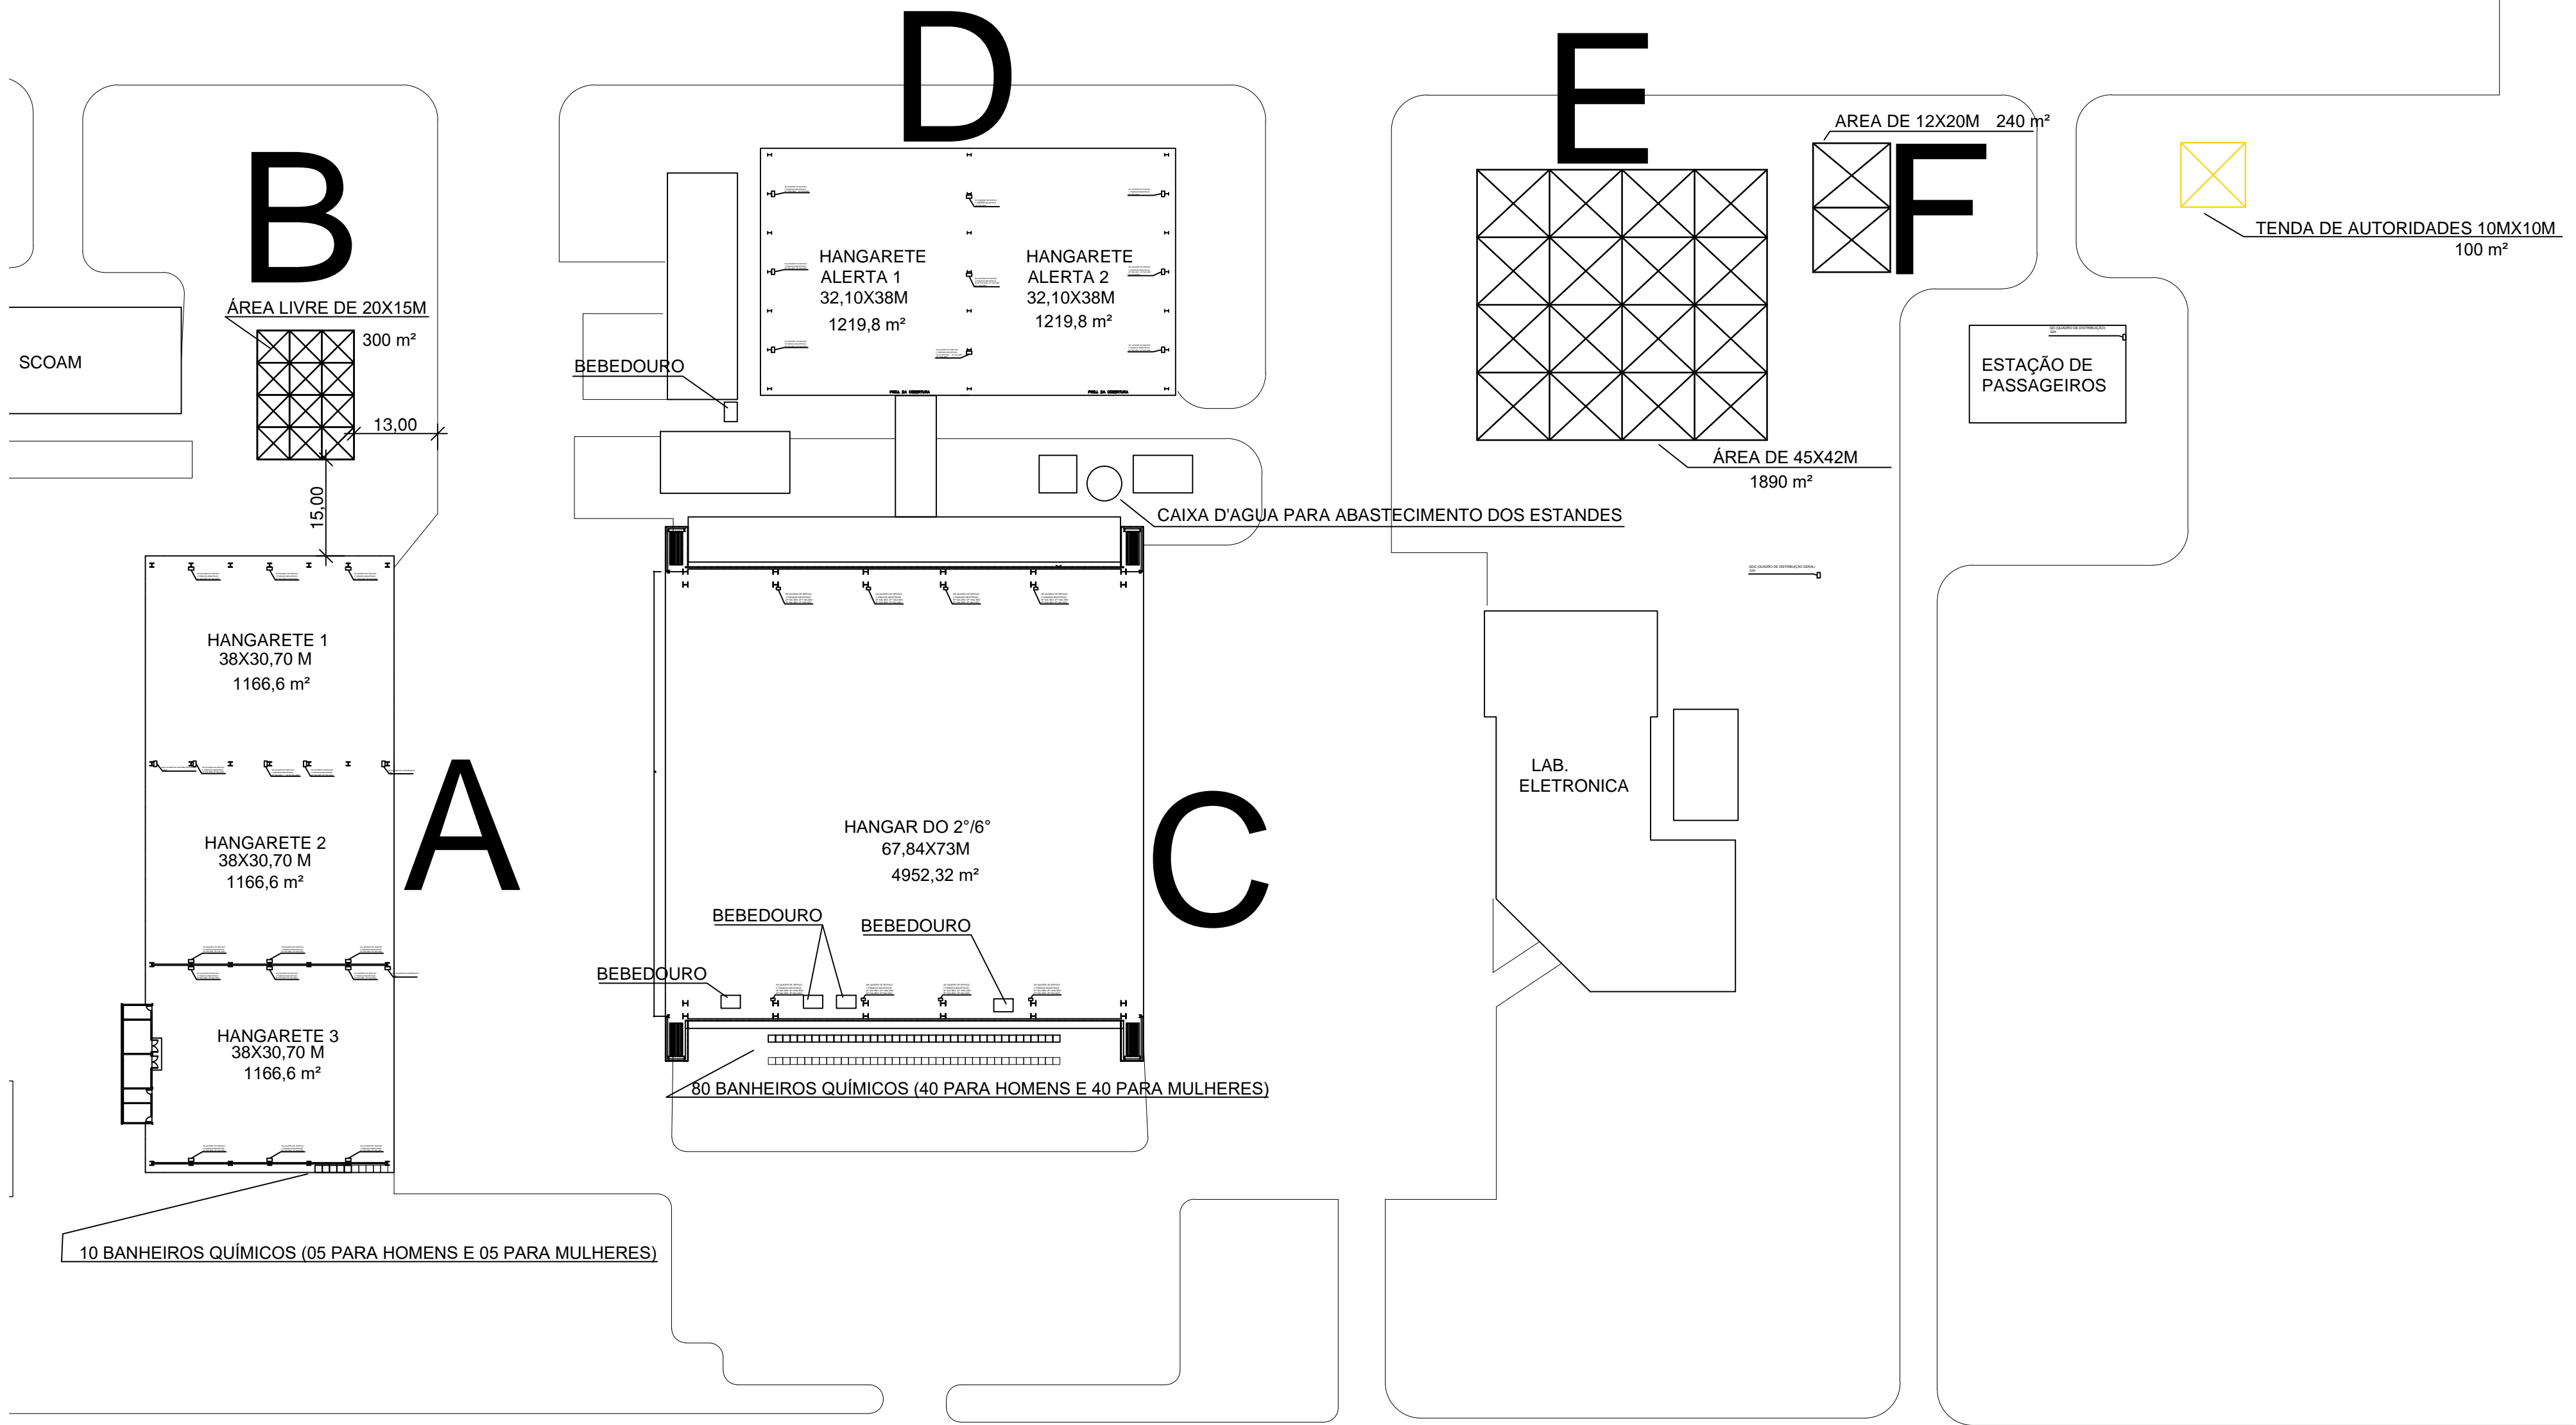 D
E
B
F
AREA DE 12X20M 240 m²
TENDA DE AUTORIDADES 10MX10M
100 m²
ÁREA LIVRE DE 20X15M
300 m²
SCOAM
13,00
15,00
HANGARETE
ALERTA 1
32,10X38M
1219,8 m²
HANGARETE
ALERTA 2
32,10X38M
1219,8 m²
BEBEDOURO
ESTAÇÃO DE
PASSAGEIROS
ÁREA DE 45X42M
1890 m²
CAIXA D'AGUA PARA ABASTECIMENTO DOS ESTANDES
HANGARETE 1
38X30,70 M
1166,6 m²
A
HANGARETE 2
38X30,70 M
1166,6 m²
HANGARETE 3
38X30,70 M
1166,6 m²
C
HANGAR DO 2°/6°
67,84X73M
4952,32 m²
BEBEDOURO
BEBEDOURO
BEBEDOURO
LAB.
ELETRONICA
80 BANHEIROS QUÍMICOS (40 PARA HOMENS E 40 PARA MULHERES)
10 BANHEIROS QUÍMICOS (05 PARA HOMENS E 05 PARA MULHERES)